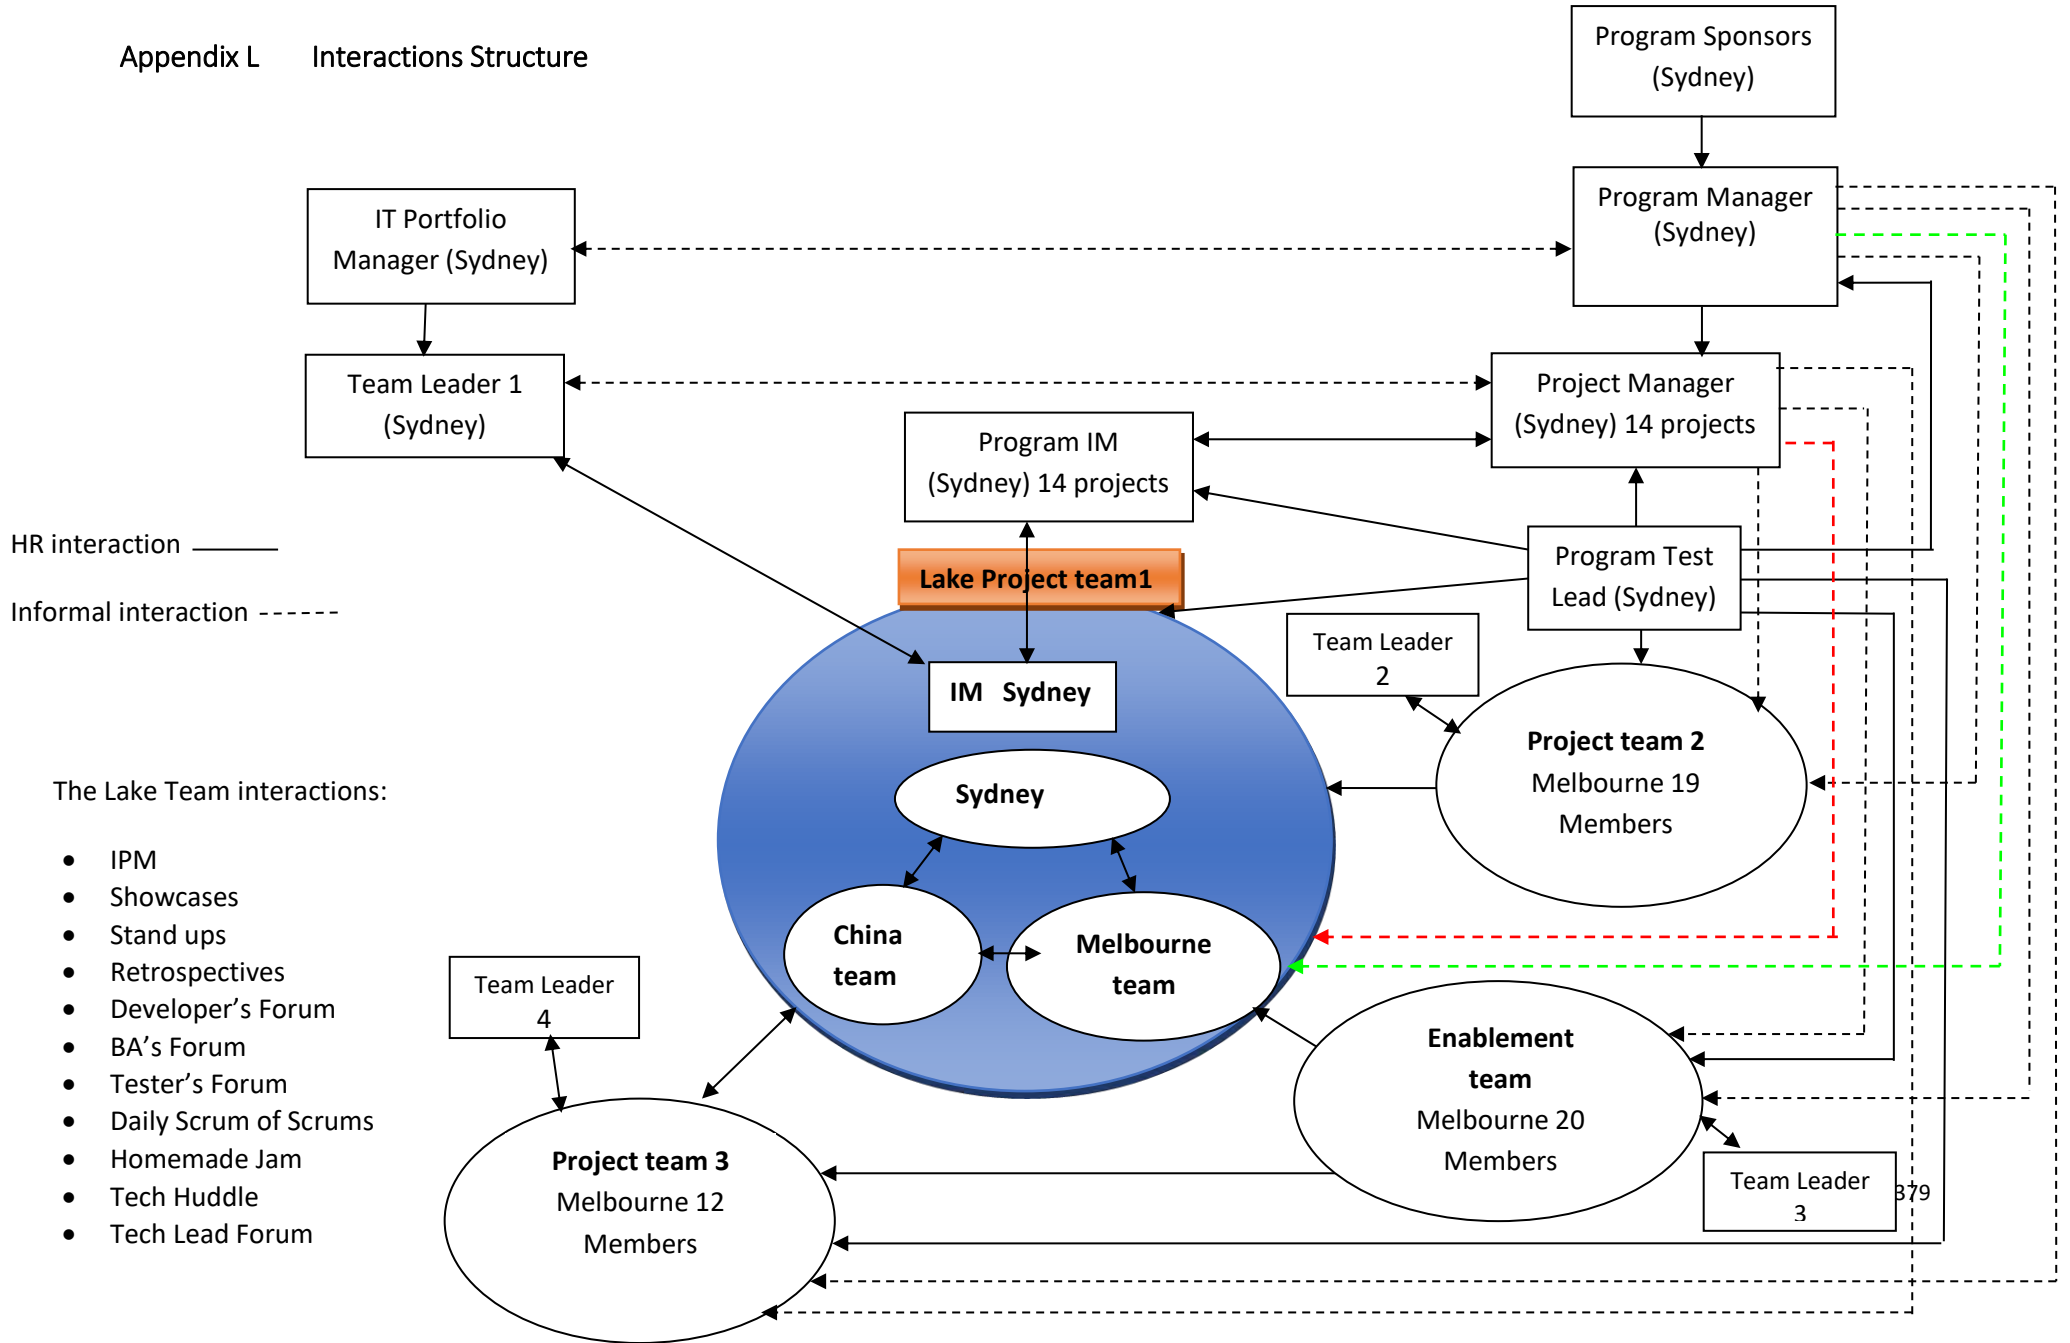 Appendix L Interactions Structure
Program Sponsors
(Sydney)
Program Manager
(Sydney)
IT Portfolio
Manager (Sydney)
Team Leader 1
(Sydney)
Project Manager
(Sydney) 14 projects
Program IM
(Sydney) 14 projects
HR interaction
Informal interaction
Lake Project team1
Program Test
Lead (Sydney)
Team Leader
2
IM Sydney
Project team 2
Melbourne 19
Members
Sydney
China
team
Melbourne
team
The Lake Team interactions:
• IPM
• Showcases
• Stand ups
• Retrospectives
• Developer’s Forum
• BA’s Forum
• Tester’s Forum
• Daily Scrum of Scrums
• Homemade Jam
• Tech Huddle
• Tech Lead Forum
Team Leader
4
Enablement
team
Melbourne 20
Members
Project team 3
Melbourne 12
Members
Team Leader
3
379